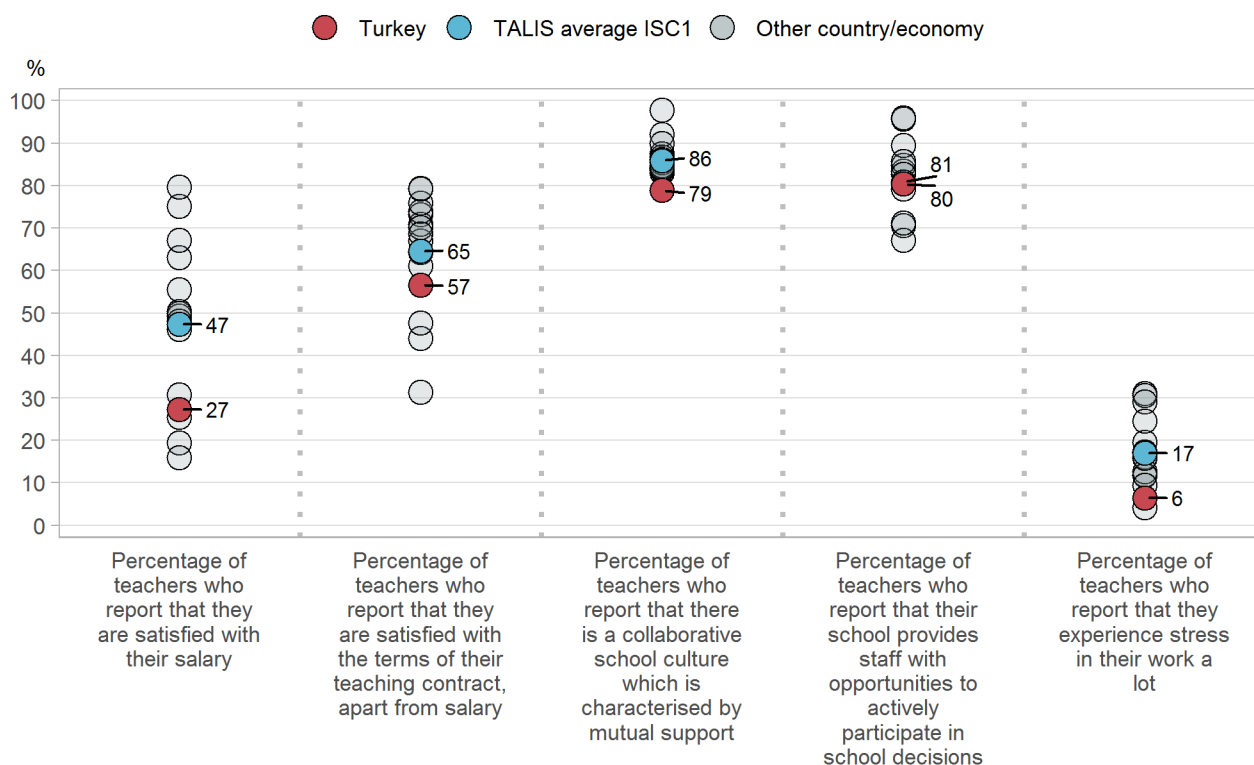 Turkey TALIS average ISC1 Other country/economy
%
100
90
80
70
60
50
40
30
20
10
0
47
27
65
57
86
79
81
80
17
6
Percentage of
teachers who
report that they
are satisfied with
their salary
Percentage of
teachers who
report that they
are satisfied with
the terms of their
teaching contract,
apart from salary
Percentage of
teachers who
report that there
is a collaborative
school culture
which is
characterised by
mutual support
Percentage of
teachers who
report that their
school provides
staff with
opportunities to
actively
participate in
school decisions
Percentage of
teachers who
report that they
experience stress
in their work a
lot